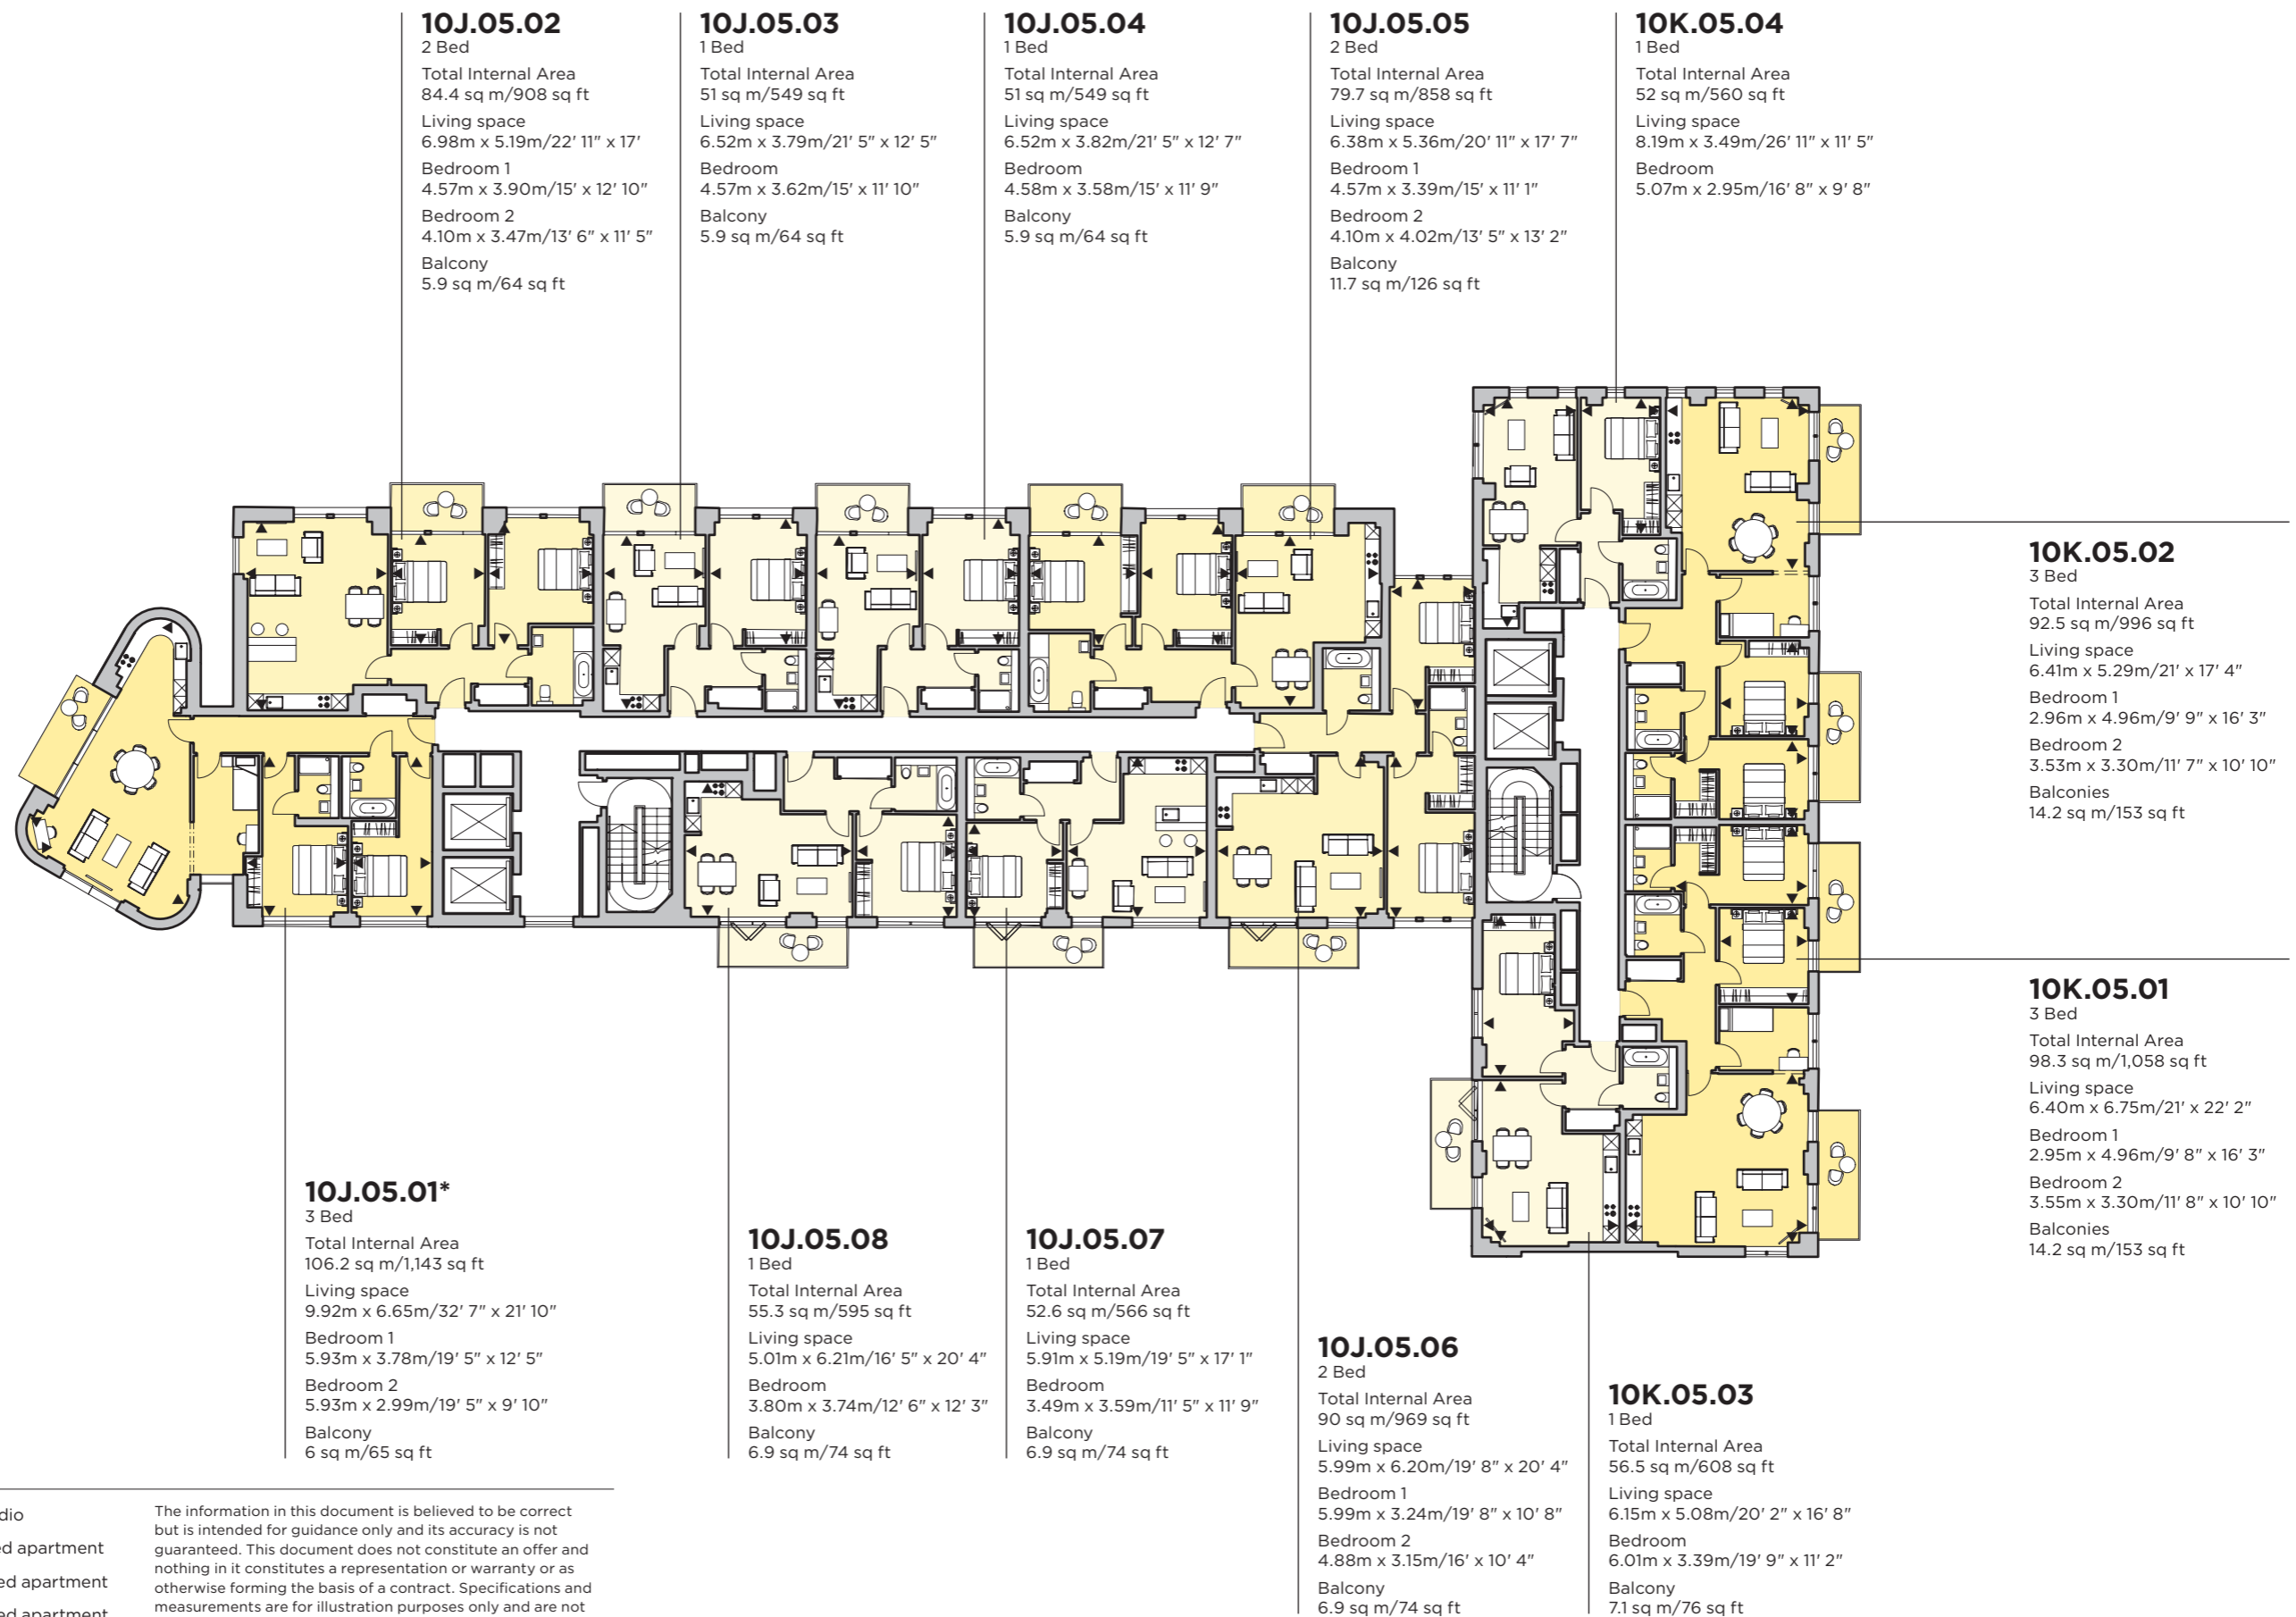 10J.05.02
2 Bed
Total Internal Area
84.4 sq m/908 sq ft
Living space
6.98m x 5.19m/22' 11" x 17'
Bedroom 1
4.57m x 3.90m/15' x 12' 10"
Bedroom 2
4.10m x 3.47m/13' 6" x 11' 5"
Balcony
5.9 sq m/64 sq ft
10J.05.03
1 Bed
Total Internal Area
51 sq m/549 sq ft
Living space
6.52m x 3.79m/21' 5" x 12' 5"
Bedroom
4.57m x 3.62m/15' x 11' 10"
Balcony
5.9 sq m/64 sq ft
10J.05.04
1 Bed
Total Internal Area
51 sq m/549 sq ft
Living space
6.52m x 3.82m/21' 5" x 12' 7"
Bedroom
4.58m x 3.58m/15' x 11' 9"
Balcony
5.9 sq m/64 sq ft
10J.05.05
2 Bed
Total Internal Area
79.7 sq m/858 sq ft
Living space
6.38m x 5.36m/20' 11" x 17' 7"
Bedroom 1
4.57m x 3.39m/15' x 11' 1"
Bedroom 2
4.10m x 4.02m/13' 5" x 13' 2"
Balcony
11.7 sq m/126 sq ft
10K.05.04
1 Bed
Total Internal Area
52 sq m/560 sq ft
Living space
8.19m x 3.49m/26' 11" x 11' 5"
Bedroom
5.07m x 2.95m/16' 8" x 9' 8"
10K.05.02
3 Bed
Total Internal Area
92.5 sq m/996 sq ft
Living space
6.41m x 5.29m/21' x 17' 4"
Bedroom 1
2.96m x 4.96m/9' 9" x 16' 3"
Bedroom 2
3.53m x 3.30m/11' 7" x 10' 10"
Balconies
14.2 sq m/153 sq ft
10K.05.01
3 Bed
Total Internal Area
98.3 sq m/1,058 sq ft
Living space
6.40m x 6.75m/21' x 22' 2"
Bedroom 1
2.95m x 4.96m/9' 8" x 16' 3"
Bedroom 2
3.55m x 3.30m/11' 8" x 10' 10"
Balconies
14.2 sq m/153 sq ft
10J.05.01*
3 Bed
Total Internal Area
106.2 sq m/1,143 sq ft
Living space
9.92m x 6.65m/32' 7" x 21' 10"
Bedroom 1
5.93m x 3.78m/19' 5" x 12' 5"
Bedroom 2
5.93m x 2.99m/19' 5" x 9' 10"
Balcony
6 sq m/65 sq ft
10J.05.08
1 Bed
Total Internal Area
55.3 sq m/595 sq ft
Living space
5.01m x 6.21m/16' 5" x 20' 4"
Bedroom
3.80m x 3.74m/12' 6" x 12' 3"
Balcony
6.9 sq m/74 sq ft
10J.05.07
1 Bed
Total Internal Area
52.6 sq m/566 sq ft
Living space
5.91m x 5.19m/19' 5" x 17' 1"
Bedroom
3.49m x 3.59m/11' 5" x 11' 9"
Balcony
6.9 sq m/74 sq ft
10J.05.06
2 Bed
Total Internal Area
90 sq m/969 sq ft
Living space
5.99m x 6.20m/19' 8" x 20' 4"
Bedroom 1
5.99m x 3.24m/19' 8" x 10' 8"
Bedroom 2
4.88m x 3.15m/16' x 10' 4"
Balcony
6.9 sq m/74 sq ft
10K.05.03
1 Bed
Total Internal Area
56.5 sq m/608 sq ft
Living space
6.15m x 5.08m/20' 2" x 16' 8"
Bedroom
6.01m x 3.39m/19' 9" x 11' 2"
Balcony
7.1 sq m/76 sq ft
dio
ed apartment
ed apartment
ed apartment
The information in this document is believed to be correct
but is intended for guidance only and its accuracy is not
guaranteed. This document does not constitute an offer and
nothing in it constitutes a representation or warranty or as
otherwise forming the basis of a contract. Specifications and
measurements are for illustration purposes only and are not